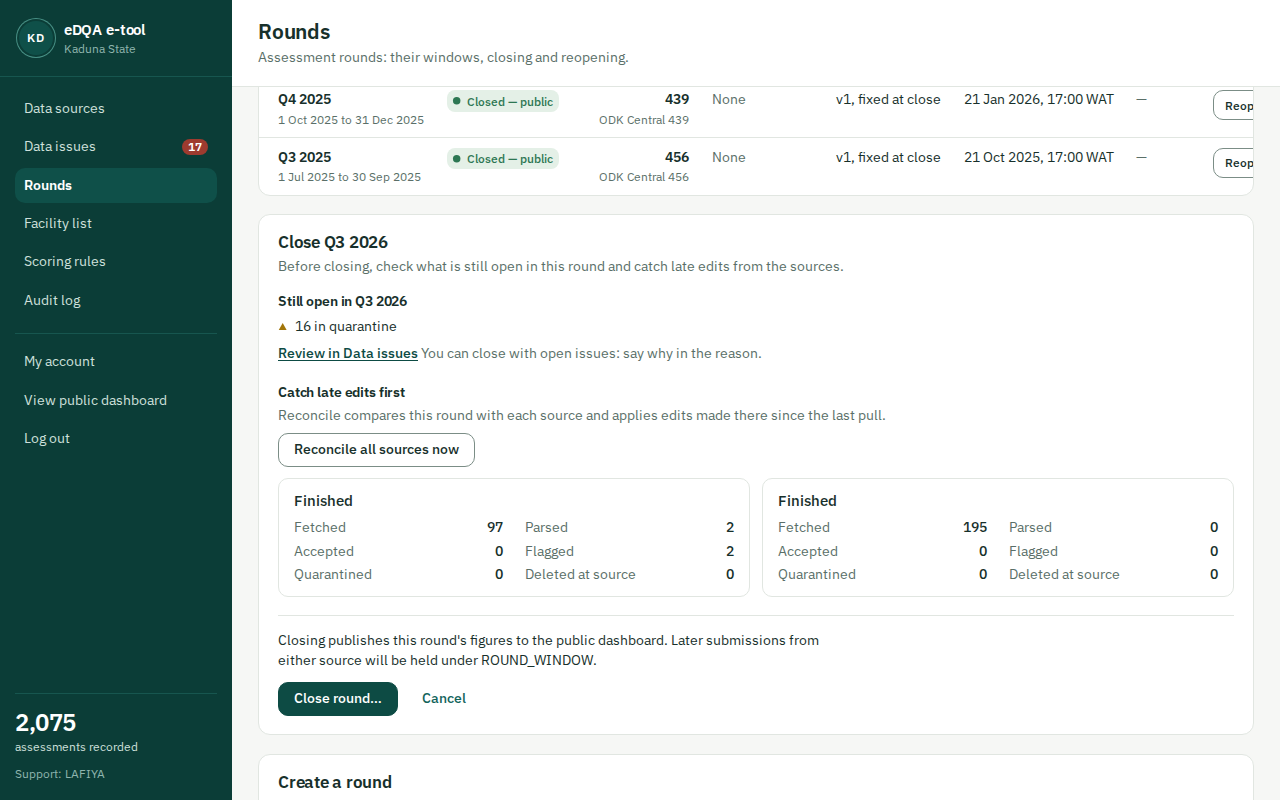 KD
eDQA e-tool
Kaduna State
Data sources
Data issues 17
Rounds
Facility list
Scoring rules
Audit log
My account
View public dashboard
Log out
2,075
assessments recorded
Support: LAFIYA
Rounds
Assessment rounds: their windows, closing and reopening.
Q4 2025 Closed — public 439 None v1, fixed at close 21 Jan 2026, 17:00 WAT — Reop
1 Oct 2025 to 31 Dec 2025 ODK Central 439
Q3 2025 Closed — public 456 None v1, fixed at close 21 Oct 2025, 17:00 WAT — Reop
1 Jul 2025 to 30 Sep 2025 ODK Central 456
Close Q3 2026
Before closing, check what is still open in this round and catch late edits from the sources.
Still open in Q3 2026
16 in quarantine
Review in Data issues You can close with open issues: say why in the reason.
Catch late edits first
Reconcile compares this round with each source and applies edits made there since the last pull.
Reconcile all sources now
Finished
Fetched 97 Parsed 2
Accepted 0 Flagged 2
Quarantined 0 Deleted at source 0
Finished
Fetched 195 Parsed 0
Accepted 0 Flagged 0
Quarantined 0 Deleted at source 0
Closing publishes this round's figures to the public dashboard. Later submissions from
either source will be held under ROUND_WINDOW.
Close round... Cancel
Create a round